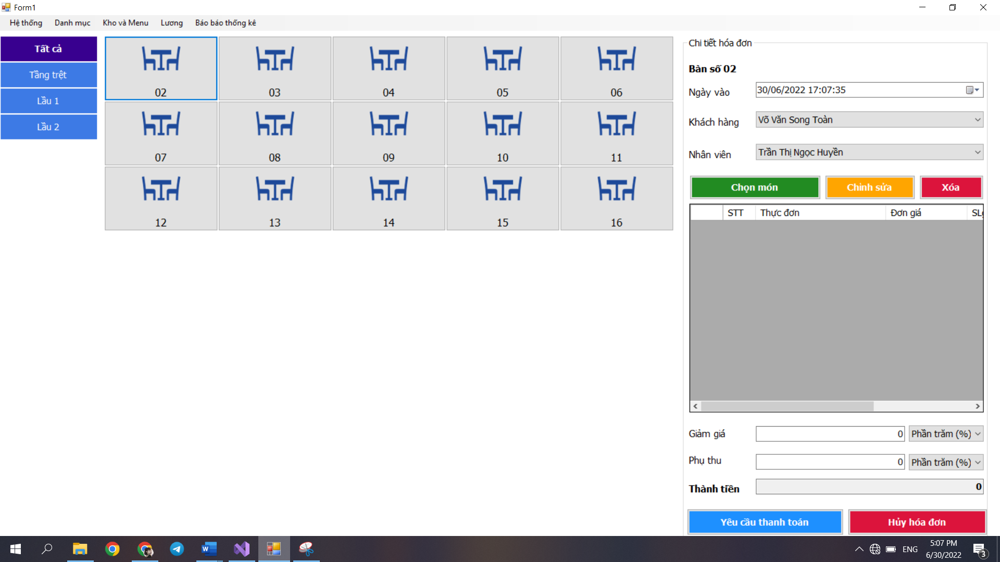 Form1
Hệ thống Danh mục Kho và Menu Lương Báo báo thống kê
Tất cả
Tầng trệt
Lầu 1
Lầu 2
02 03 04 05 06
07 08 09 10 11
12 13 14 15 16
Chi tiết hóa đơn
Bàn số 02
Ngày vào 30/06/2022 17:07:35
Khách hàng Võ Văn Song Toàn
Nhân viên Trần Thị Ngọc Huyền
Chọn món Chỉnh sửa Xóa
STT Thực đơn Đơn giá SL
Giảm giá 0 Phần trăm (%)
Phụ thu 0 Phần trăm (%)
Thành tiền 0
Yêu cầu thanh toán Hủy hóa đơn
ENG
5:07 PM
6/30/2022
3